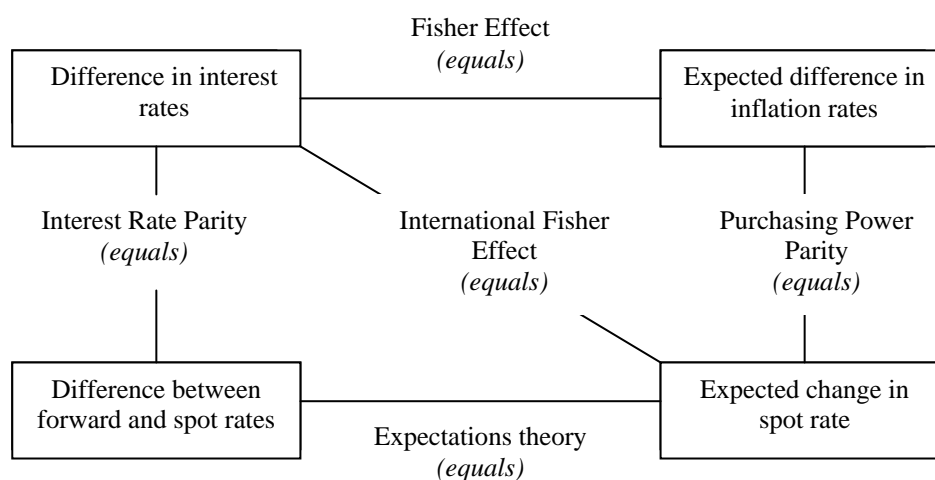 Fisher Effect
(equals)
Difference in interest
rates
Expected difference in
inflation rates
Interest Rate Parity
(equals)
International Fisher
Effect
(equals)
Purchasing Power
Parity
(equals)
Difference between
forward and spot rates
Expected change in
spot rate
Expectations theory
(equals)